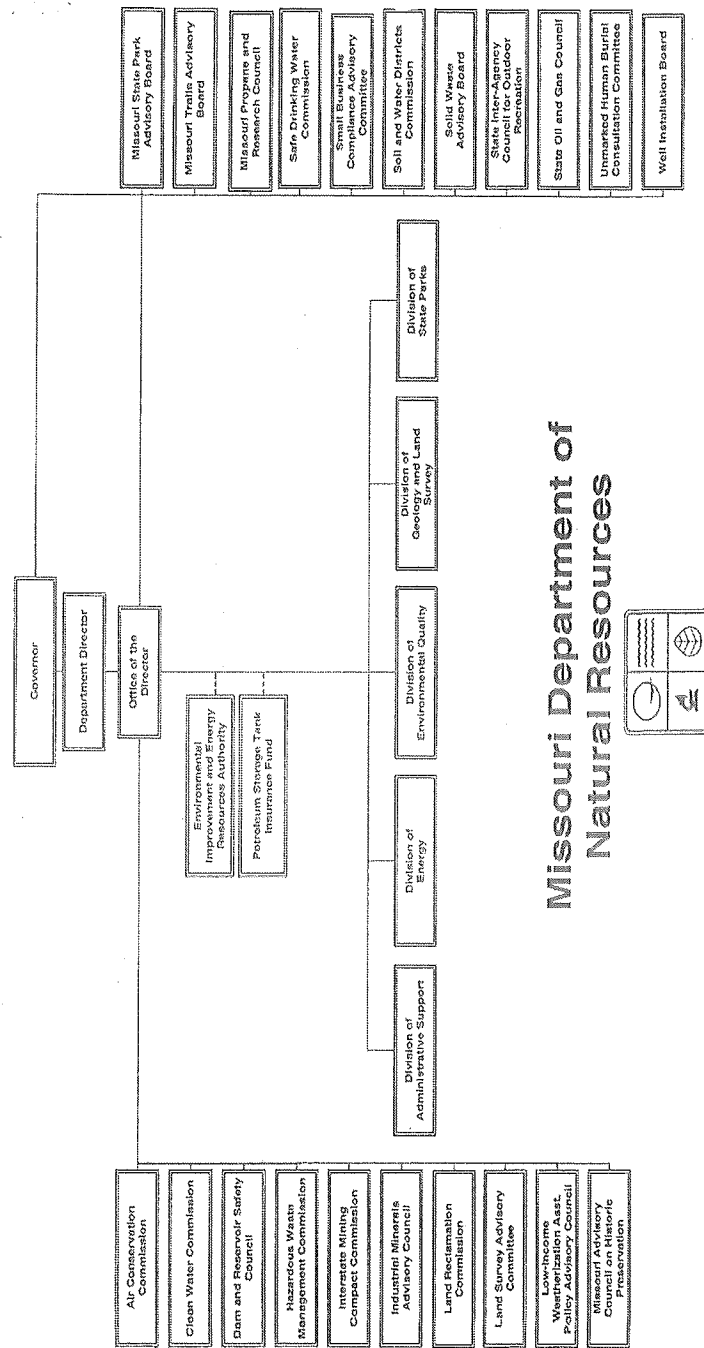 Governor
Department Director
Office of the
Director
Environmental
Improvement and Energy
Resources Authority
Petroleum Storage Tank
Insurance Fund
Air Conservation
Commission
Clean Water Commission
Dam and Reservoir Safety
Council
Hazardous Waste
Management Commission
Interstate Mining
Compact Commission
Industrial Minerals
Advisory Council
Land Reclamation
Commission
Land Survey Advisory
Committee
Low-Income
Weatherization Asst.
Policy Advisory Council
Missouri Advisory
Council on Historic
Preservation
Division of
Administrative Support
Division of
Energy
Division of
Environmental Quality
Division of
Geology and Land
Survey
Division of
State Parks
Missouri State Park
Advisory Board
Missouri Trails Advisory
Board
Missouri Propane and
Research Council
Safe Drinking Water
Commission
Small Business
Compliance Advisory
Committee
Soil and Water Districts
Commission
Solid Waste
Advisory Board
State Inter-Agency
Council for Outdoor
Recreation
State Oil and Gas Council
Unmarked Human Burial
Consultation Committee
Well Installation Board
Missouri Department of
Natural Resources